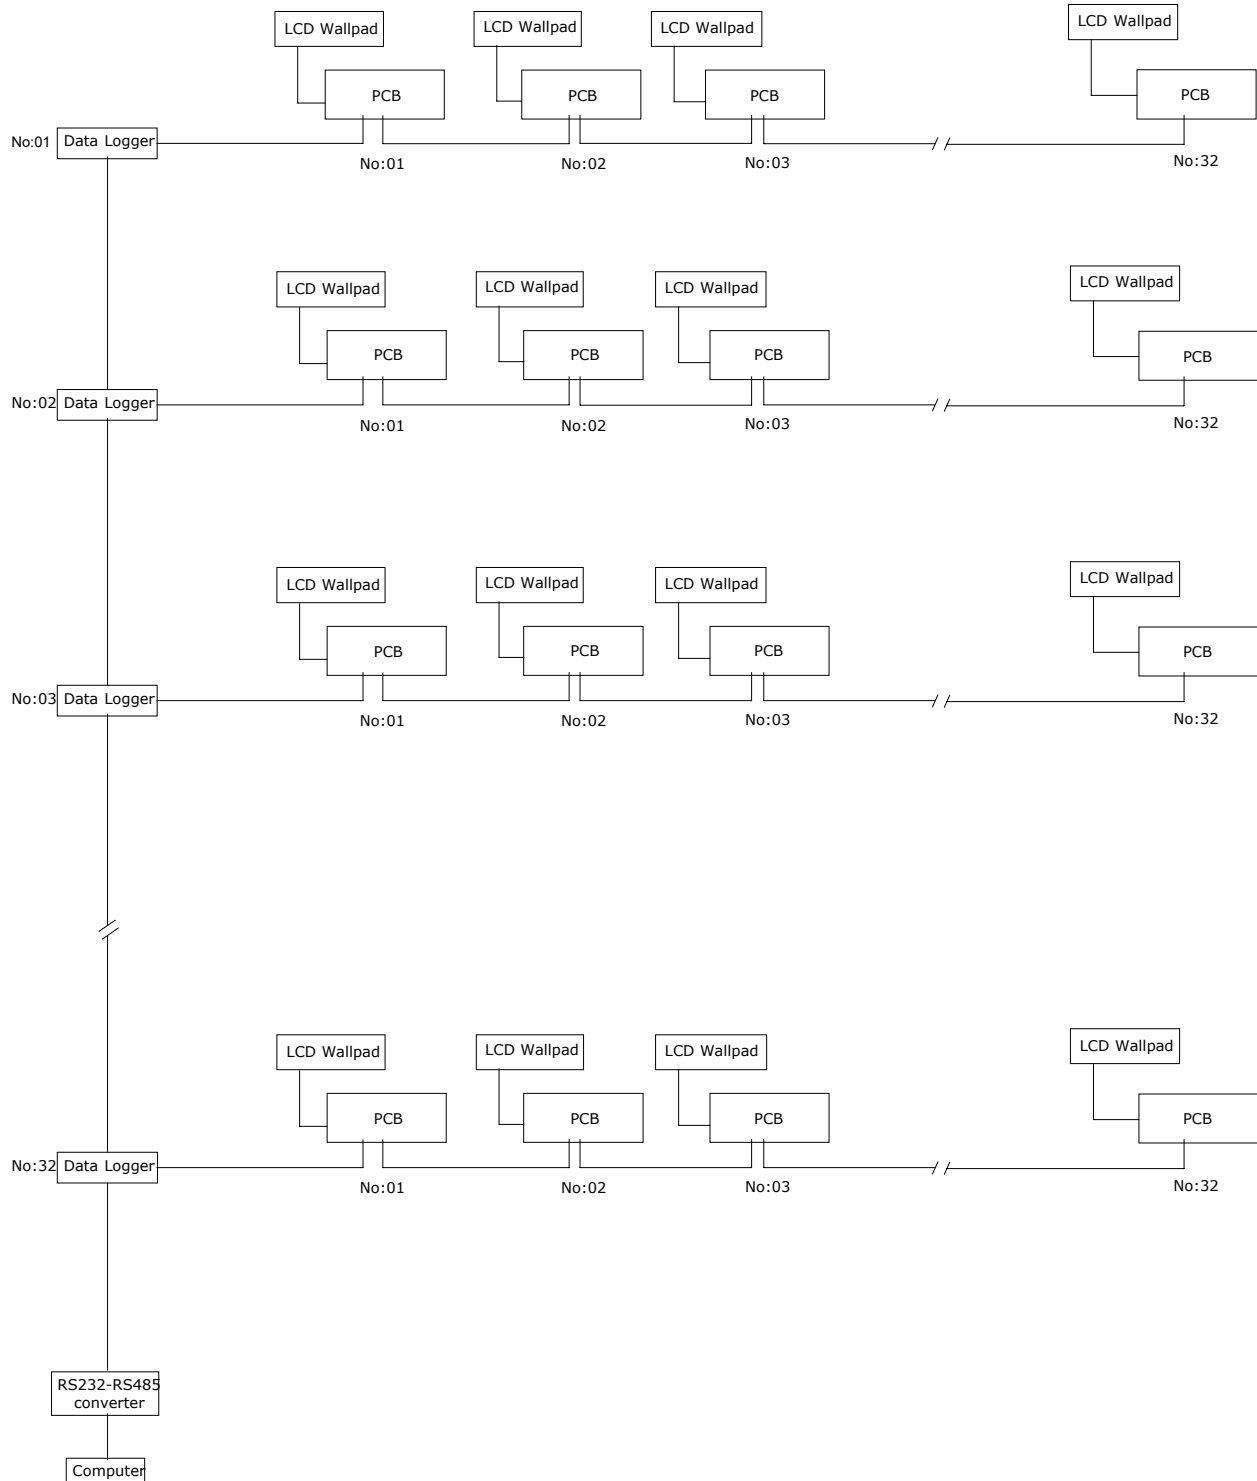 LCD Wallpad
LCD Wallpad
LCD Wallpad
LCD Wallpad
PCB
PCB
PCB
PCB
No:01
Data Logger
No:01
No:02
No:03
No:32
LCD Wallpad
LCD Wallpad
LCD Wallpad
LCD Wallpad
PCB
PCB
PCB
PCB
No:02
Data Logger
No:01
No:02
No:03
No:32
LCD Wallpad
LCD Wallpad
LCD Wallpad
LCD Wallpad
PCB
PCB
PCB
PCB
No:03
Data Logger
No:01
No:02
No:03
No:32
LCD Wallpad
LCD Wallpad
LCD Wallpad
LCD Wallpad
PCB
PCB
PCB
PCB
No:32
Data Logger
No:01
No:02
No:03
No:32
RS232-RS485
converter
Computer